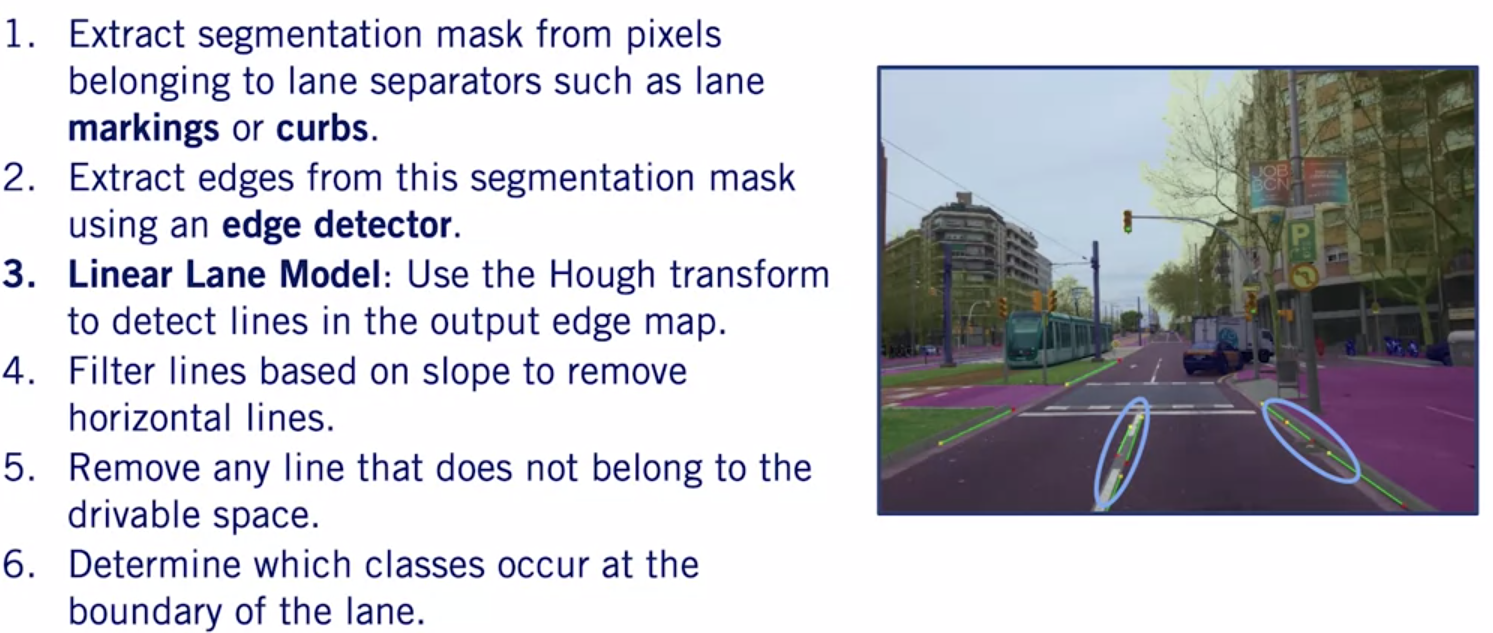 1. Extract segmentation mask from pixels
belonging to lane separators such as lane
markings or curbs.
2. Extract edges from this segmentation mask
using an edge detector.
3. Linear Lane Model: Use the Hough transform
to detect lines in the output edge map.
4. Filter lines based on slope to remove
horizontal lines.
5. Remove any line that does not belong to the
drivable space.
6. Determine which classes occur at the
boundary of the lane.
JOB
BCN
P